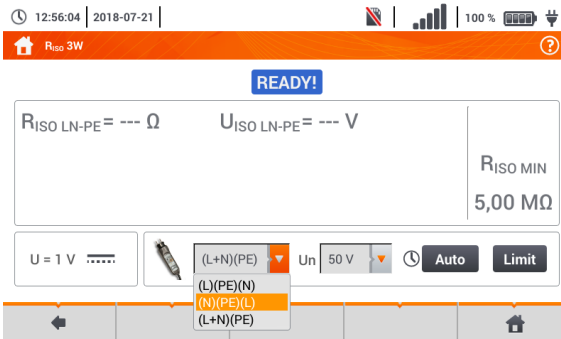 12:56:04 2018-07-21 100 %
RISO 3W ?
READY!
RISO LN-PE= --- Ω UISO LN-PE= --- V
RISO MIN
5,00 MΩ
U = 1 V (L+N)(PE) Un 50 V Auto Limit
(L)(PE)(N)
(N)(PE)(L)
(L+N)(PE)